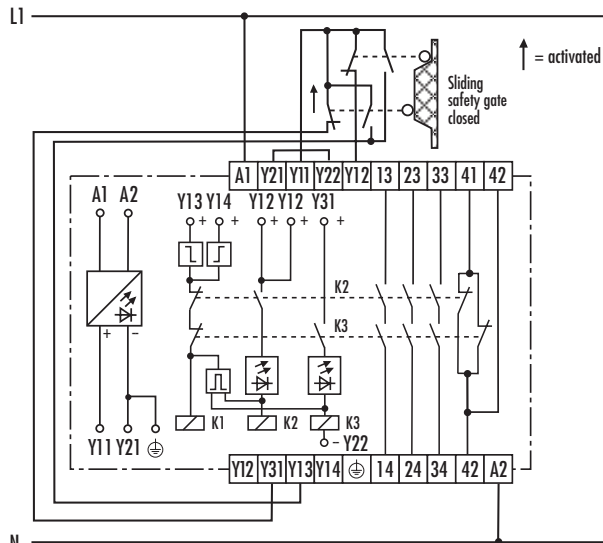 L1
= activated
Sliding
safety gate
closed
A1 Y21 Y11 Y22 Y12 13 23 33 41 42
A1 A2 Y13 Y14 Y12 Y12 Y31
+ + + + +
K2
K3
+ −
K1 K2 K3
− Y22
Y11 Y21
Y12 Y31 Y13 Y14 14 24 34 42 A2
N